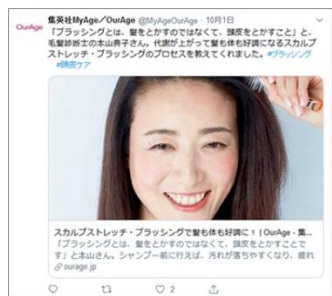 OurAge
集英社MyAge／OurAge @MyAgeOurAge · 10月1日
「ブラッシングとは、髪をとかすのではなくて、頭皮をとかすこと」と、
毛髪診断士の本山典子さん。代謝が上がって髪も体も好調になるスカルプ
ストレッチ・ブラッシングのプロセスを教えてくれました。#ブラッシング
#頭皮ケア
スカルプストレッチ・ブラッシングで髪も体も好調に！ | OurAge - 集...
「ブラッシングとは、髪をとかすのではなくて、頭皮をとかすことで
す」と本山さん。シャンプー前に行えば、汚れが落ちやすくなり、疲れ
ourage.jp
2